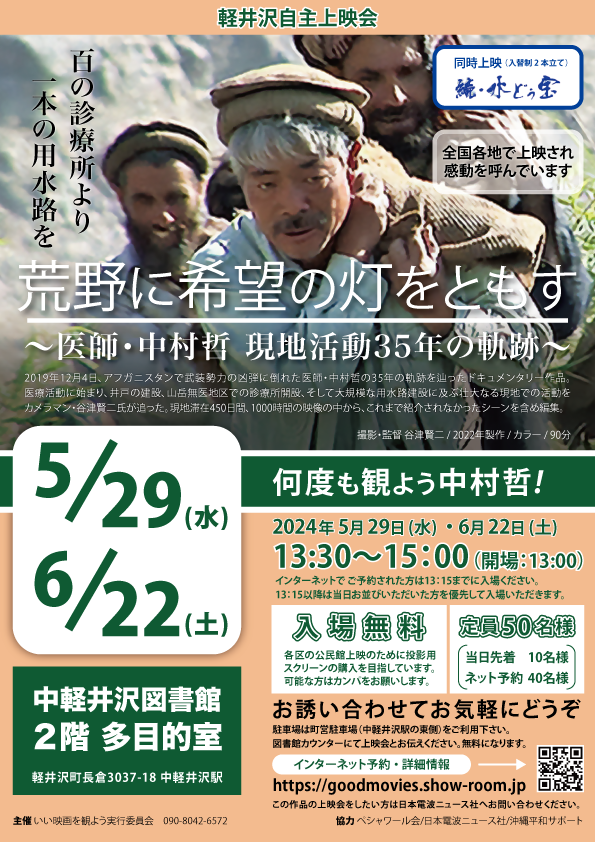 軽井沢自主上映会
百の診療所より
一本の用水路を
同時上映（入替制２本立て）
続・水どぅ宝
全国各地で上映され
感動を呼んでいます
荒野に希望の灯をともす
～医師・中村哲 現地活動35年の軌跡～
2019年12月4日、アフガニスタンで武装勢力の凶弾に倒れた医師・中村哲の35年の軌跡を辿ったドキュメンタリー作品。
医療活動に始まり、井戸の建設、山岳無医地区での診療所開設、そして大規模な用水路建設に及ぶ壮大なる現地での活動を
カメラマン・谷津賢二氏が追った。現地滞在450日間、1000時間の映像の中から、これまで紹介されなかったシーンを含め編集。
撮影・監督 谷津賢二 / 2022年製作 / カラー / 90分
5/29(水)
6/22(土)
何度も観よう中村哲！
2024年 5月29日(水) ・6月22日(土)
13:30～15:00（開場：13:00）
インターネットで ご予約された方は13：15までに入場ください。
13：15以降は当日お並びいただいた方を優先して入場いただきます。
入場無料
各区の公民館上映のために投影用
スクリーンの購入を目指しています。
可能な方はカンパをお願いします。
定員50名様
当日先着 10名様
ネット予約 40名様
中軽井沢図書館
２階 多目的室
軽井沢町長倉3037-18 中軽井沢駅
お誘い合わせてお気軽にどうぞ
駐車場は町営駐車場（中軽井沢駅の東側）をご利用下さい。
図書館カウンターにて上映会とお伝えください。無料になります。
インターネット予約・詳細情報
https://goodmovies.show-room.jp
この作品の上映会をしたい方は日本電波ニュース社へお問い合わせください。
主催 いい映画を観よう実行委員会 090-8042-6572
協力 ペシャワール会/日本電波ニュース社/沖縄平和サポート